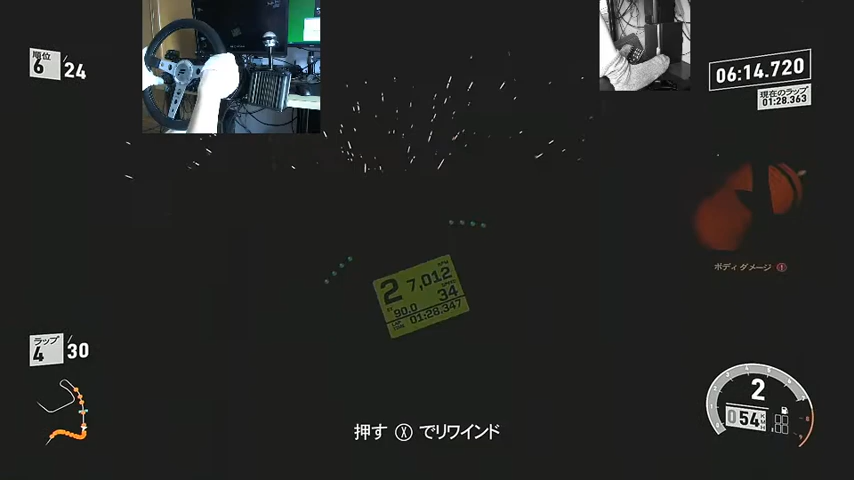 順位
6/24
06:14.720
現在のラップ
01:28.363
ボディ ダメージ
2 7,012
34
90.0
01:28.347
ラップ
4/30
2
054
押す Ⓧ でリワインド